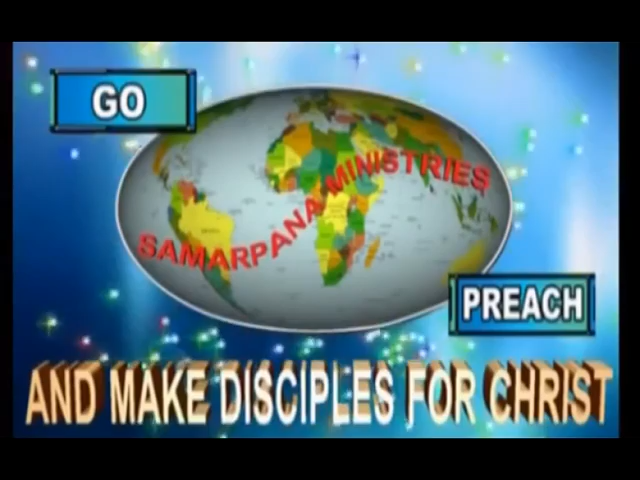 GO
SAMARPANA MINISTRIES
PREACH
AND MAKE DISCIPLES FOR CHRIST